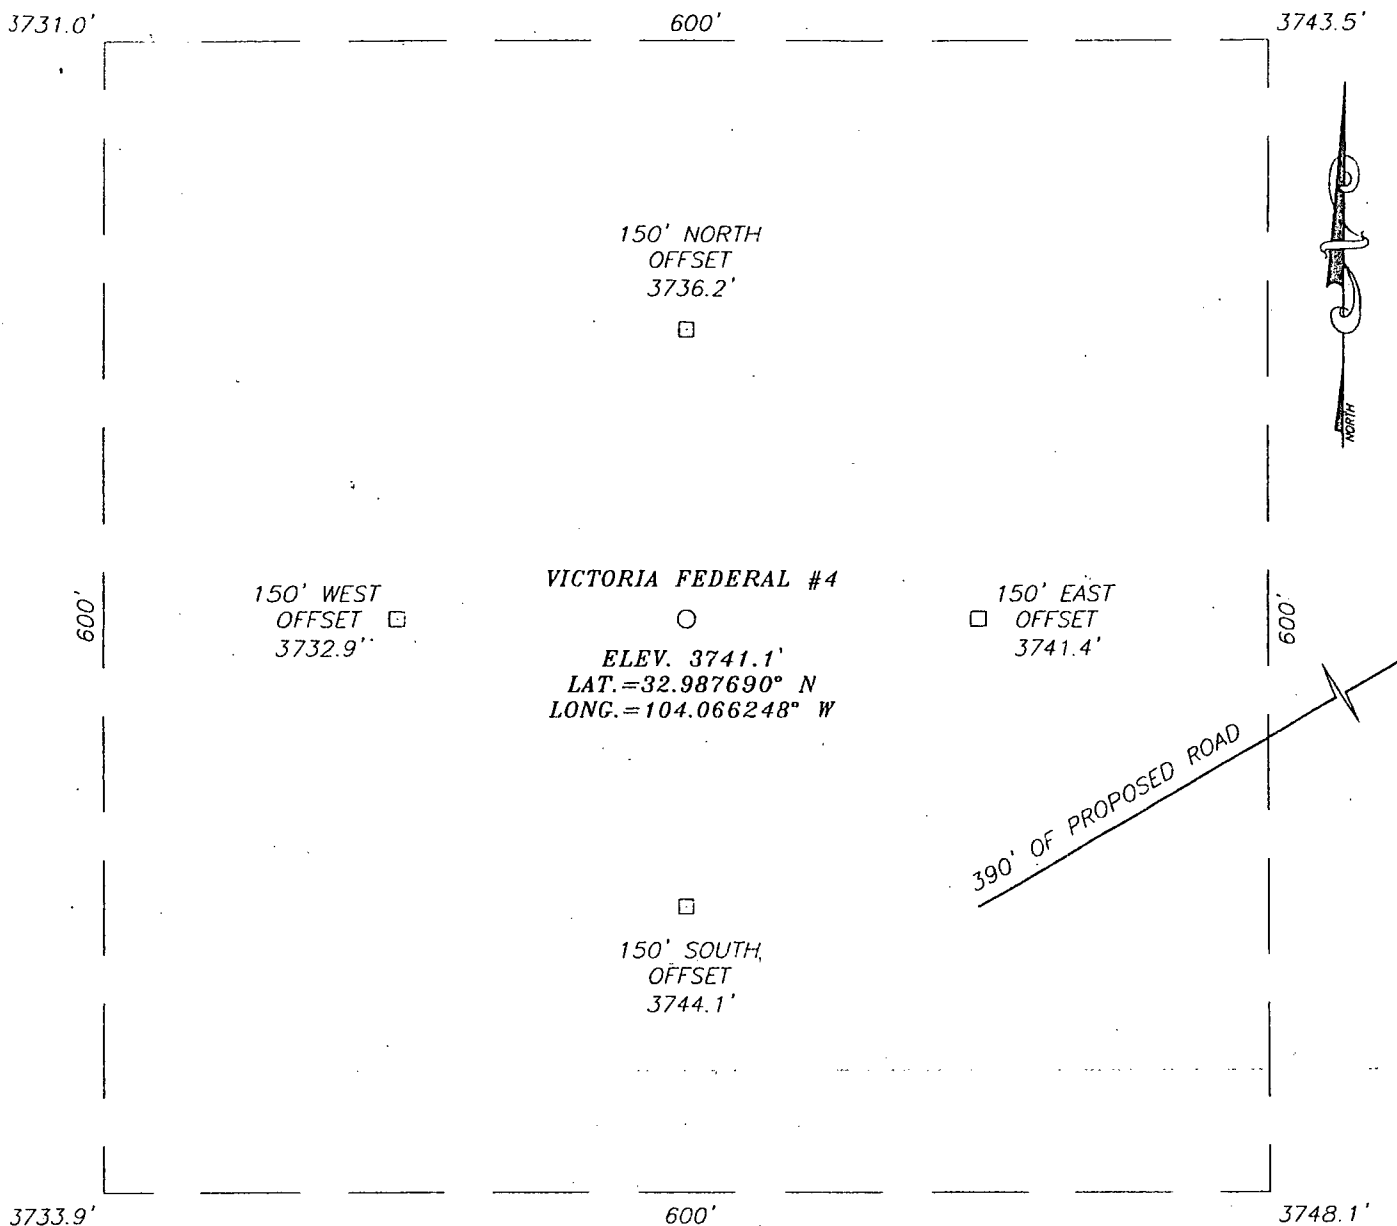 3731.0'
600'
3743.5'
NORTH
150' NORTH
OFFSET
3736.2'
600'
150' WEST
OFFSET
3732.9'
VICTORIA FEDERAL #4
ELEV. 3741.1'
LAT.=32.987690° N
LONG.=104.066248° W
150' EAST
OFFSET
3741.4'
600'
390' OF PROPOSED ROAD
150' SOUTH
OFFSET
3744.1'
3733.9'
600'
3748.1'